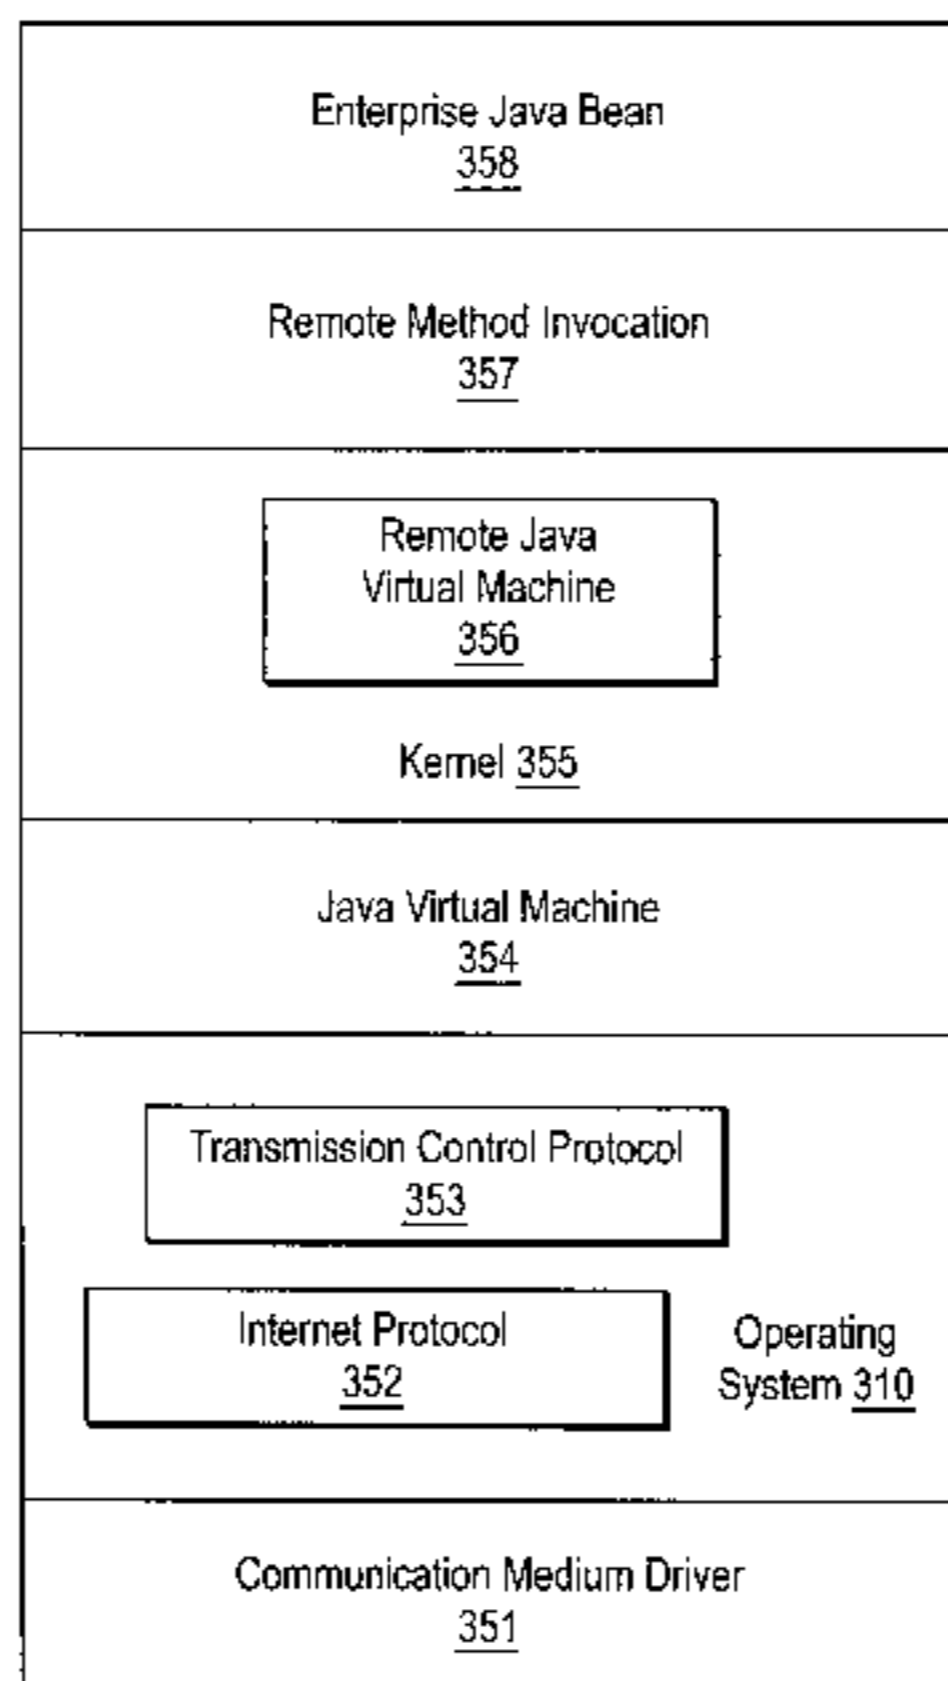 Enterprise Java Bean
358
Remote Method Invocation
357
Remote Java
Virtual Machine
356
Kernel 355
Java Virtual Machine
354
Transmission Control Protocol
353
Internet Protocol
352
Operating
System 310
Communication Medium Driver
351